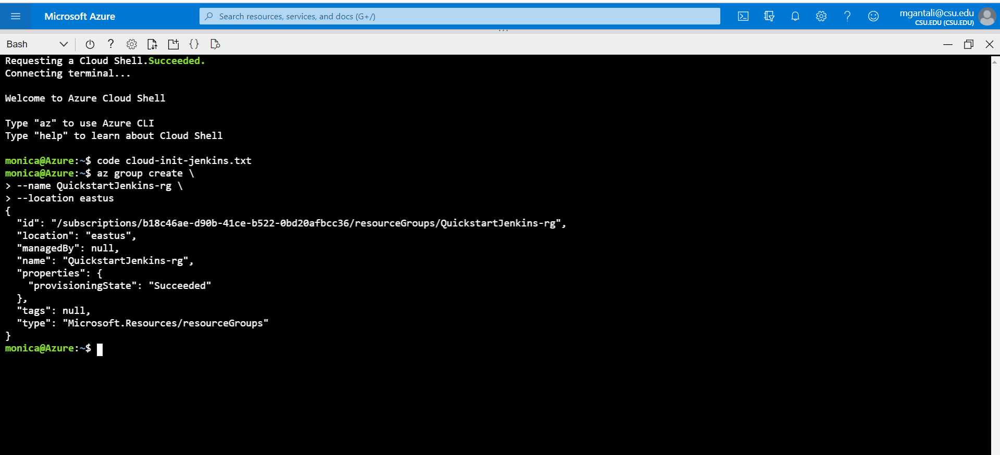 Microsoft Azure
Search resources, services, and docs (G+/)
mgantali@csu.edu
CSU.EDU (CSU.EDU)
Bash
Requesting a Cloud Shell.Succeeded.
Connecting terminal...
Welcome to Azure Cloud Shell
Type "az" to use Azure CLI
Type "help" to learn about Cloud Shell
monica@Azure:~$ code cloud-init-jenkins.txt
monica@Azure:~$ az group create \
> --name QuickstartJenkins-rg \
> --location eastus
{
  "id": "/subscriptions/b18c46ae-d90b-41ce-b522-0bd20afbcc36/resourceGroups/QuickstartJenkins-rg",
  "location": "eastus",
  "managedBy": null,
  "name": "QuickstartJenkins-rg",
  "properties": {
    "provisioningState": "Succeeded"
  },
  "tags": null,
  "type": "Microsoft.Resources/resourceGroups"
}
monica@Azure:~$